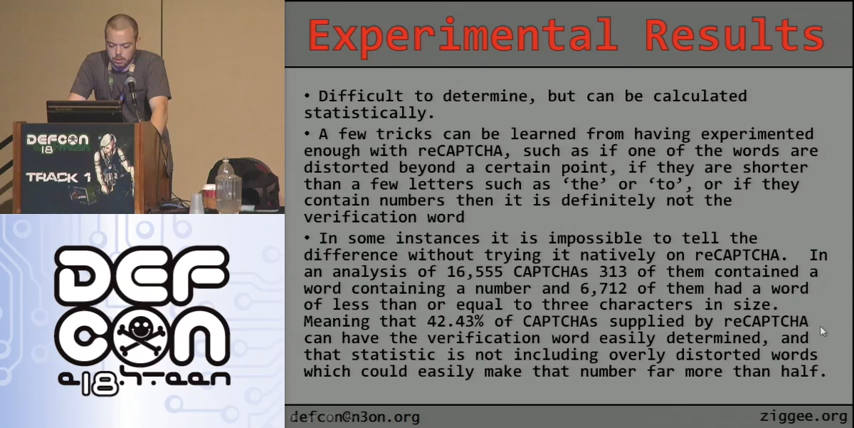 Experimental Results
• Difficult to determine, but can be calculated
statistically.
• A few tricks can be learned from having experimented
enough with reCAPTCHA, such as if one of the words are
distorted beyond a certain point, if they are shorter
than a few letters such as ‘the’ or ‘to’, or if they
contain numbers then it is definitely not the
verification word
• In some instances it is impossible to tell the
difference without trying it natively on reCAPTCHA.  In
an analysis of 16,555 CAPTCHAs 313 of them contained a
word containing a number and 6,712 of them had a word
of less than or equal to three characters in size.
Meaning that 42.43% of CAPTCHAs supplied by reCAPTCHA
can have the verification word easily determined, and
that statistic is not including overly distorted words
which could easily make that number far more than half.
defcon@n3on.org
ziggee.org
DEFCON
18
TRACK 1
DEF
CON
e18hteen